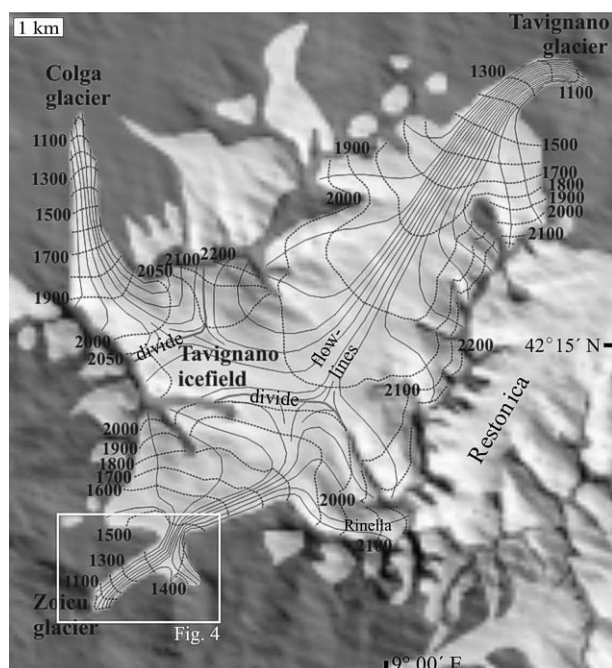 1 km
Tavignano
glacier
1300
1100
Colga
glacier
1100
1300
1500
1700
1900
1900
2000
1500
1700
1800
1900
2000
2100
2050
2100
2200
2000
2050
divide
Tavignano
icefield
flow-
lines
divide
2100
2200
42° 15´ N
Restonica
2000
1900
1800
1700
1600
2000
Rinella
2100
1500
1300
1100
1400
Zoicu
glacier
Fig. 4
9° 00´ E